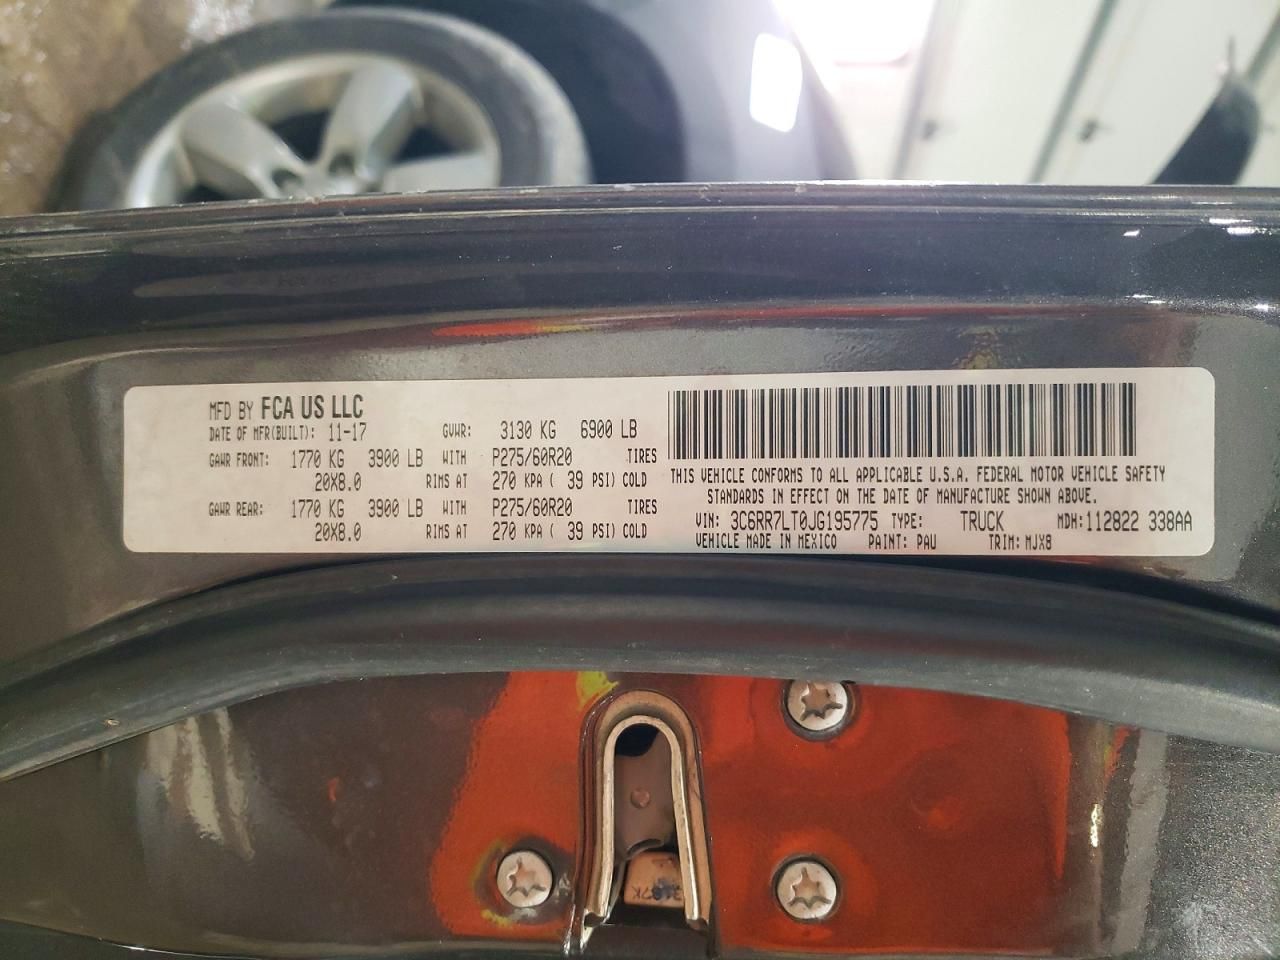 MFD BY FCA US LLC
DATE OF MFR(BUILT): 11-17 GVWR: 3130 KG 6900 LB
GAWR FRONT: 1770 KG 3900 LB WITH P275/60R20 TIRES
20X8.0 RIMS AT 270 KPA ( 39 PSI) COLD
GAWR REAR: 1770 KG 3900 LB WITH P275/60R20 TIRES
20X8.0 RIMS AT 270 KPA ( 39 PSI) COLD
THIS VEHICLE CONFORMS TO ALL APPLICABLE U.S.A. FEDERAL MOTOR VEHICLE SAFETY
STANDARDS IN EFFECT ON THE DATE OF MANUFACTURE SHOWN ABOVE.
VIN: 3C6RR7LT0JG195775 TYPE: TRUCK MDH:112822 338AA
VEHICLE MADE IN MEXICO PAINT: PAU TRIM: MJX8